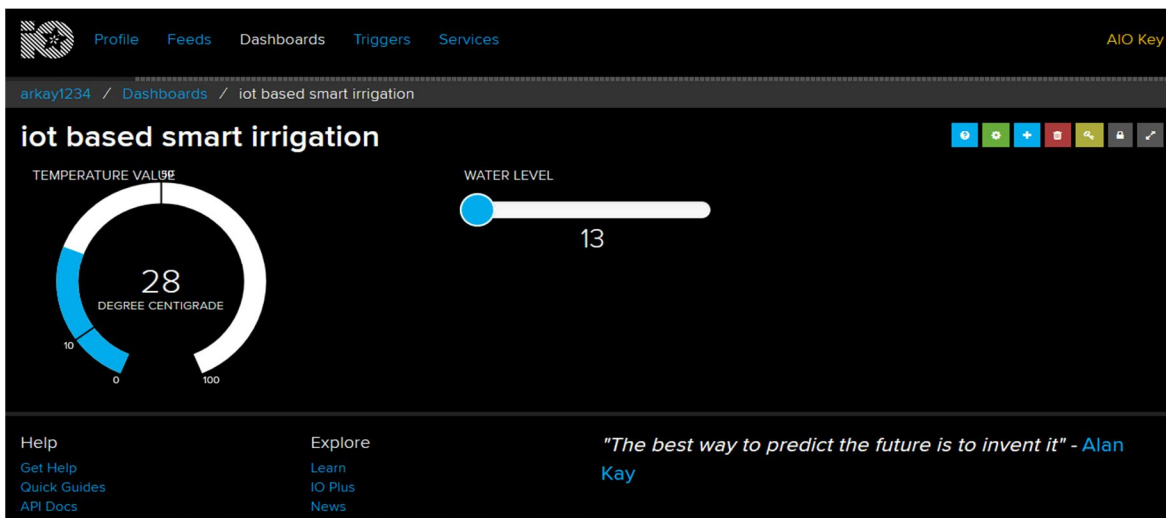 IO
Profile Feeds Dashboards Triggers Services AIO Key
arkay1234 / Dashboards / iot based smart irrigation
iot based smart irrigation
TEMPERATURE VALUE
50
28
DEGREE CENTIGRADE
10
0
100
WATER LEVEL
13
Help
Get Help
Quick Guides
API Docs
Explore
Learn
IO Plus
News
"The best way to predict the future is to invent it" - Alan
Kay